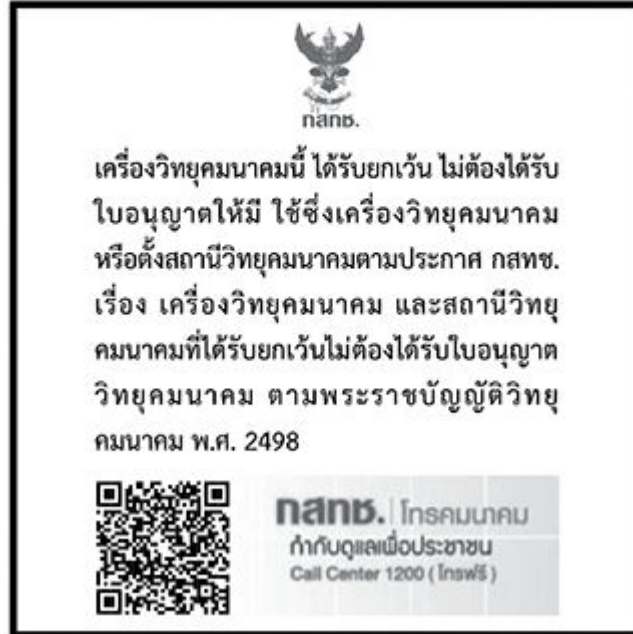 กสทช.
เครื่องวิทยุคมนาคมนี้ ได้รับยกเว้น ไม่ต้องได้รับ
ใบอนุญาตให้มี ใช้ซึ่งเครื่องวิทยุคมนาคม
หรือตั้งสถานีวิทยุคมนาคมตามประกาศ กสทช.
เรื่อง เครื่องวิทยุคมนาคม และสถานีวิทยุ
คมนาคมที่ได้รับยกเว้นไม่ต้องได้รับใบอนุญาต
วิทยุคมนาคม ตามพระราชบัญญัติวิทยุ
คมนาคม พ.ศ. 2498
กสทช. | โทรคมนาคม
กำกับดูแลเพื่อประชาชน
Call Center 1200 (โทรฟรี)